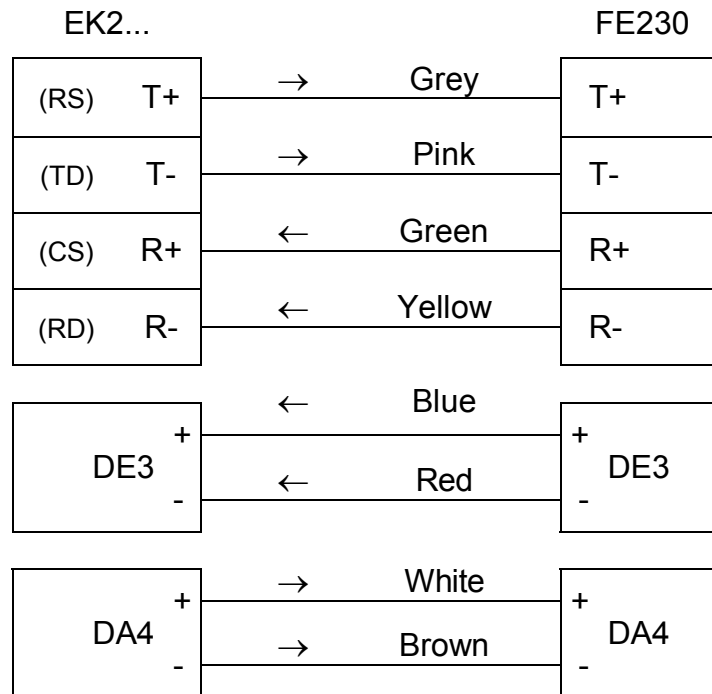 EK2... FE230
(RS) T+ → Grey T+
(TD) T- → Pink T-
(CS) R+ ← Green R+
(RD) R- ← Yellow R-
← Blue
+ +
DE3 DE3
← Red
- -
→ White
+ +
DA4 DA4
→ Brown
- -